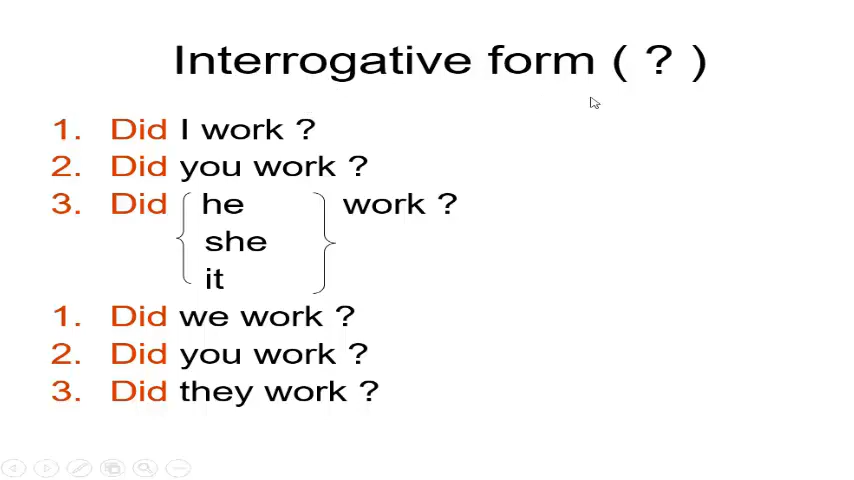 Interrogative form ( ? )
1. Did I work ?
2. Did you work ?
3. Did he work ?
she
it
1. Did we work ?
2. Did you work ?
3. Did they work ?